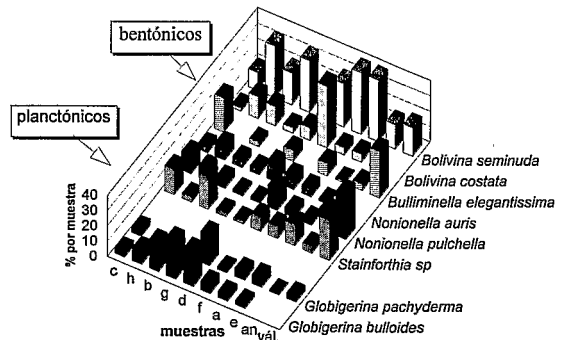 bentónicos
planctónicos
% por muestra
40
30
20
10
0
c
h
b
g
d
f
a
e
an
vál.
muestras
Bolivina seminuda
Bolivina costata
Bulliminella elegantissima
Nonionella auris
Nonionella pulchella
Stainforthia sp
Globigerina pachyderma
Globigerina bulloides